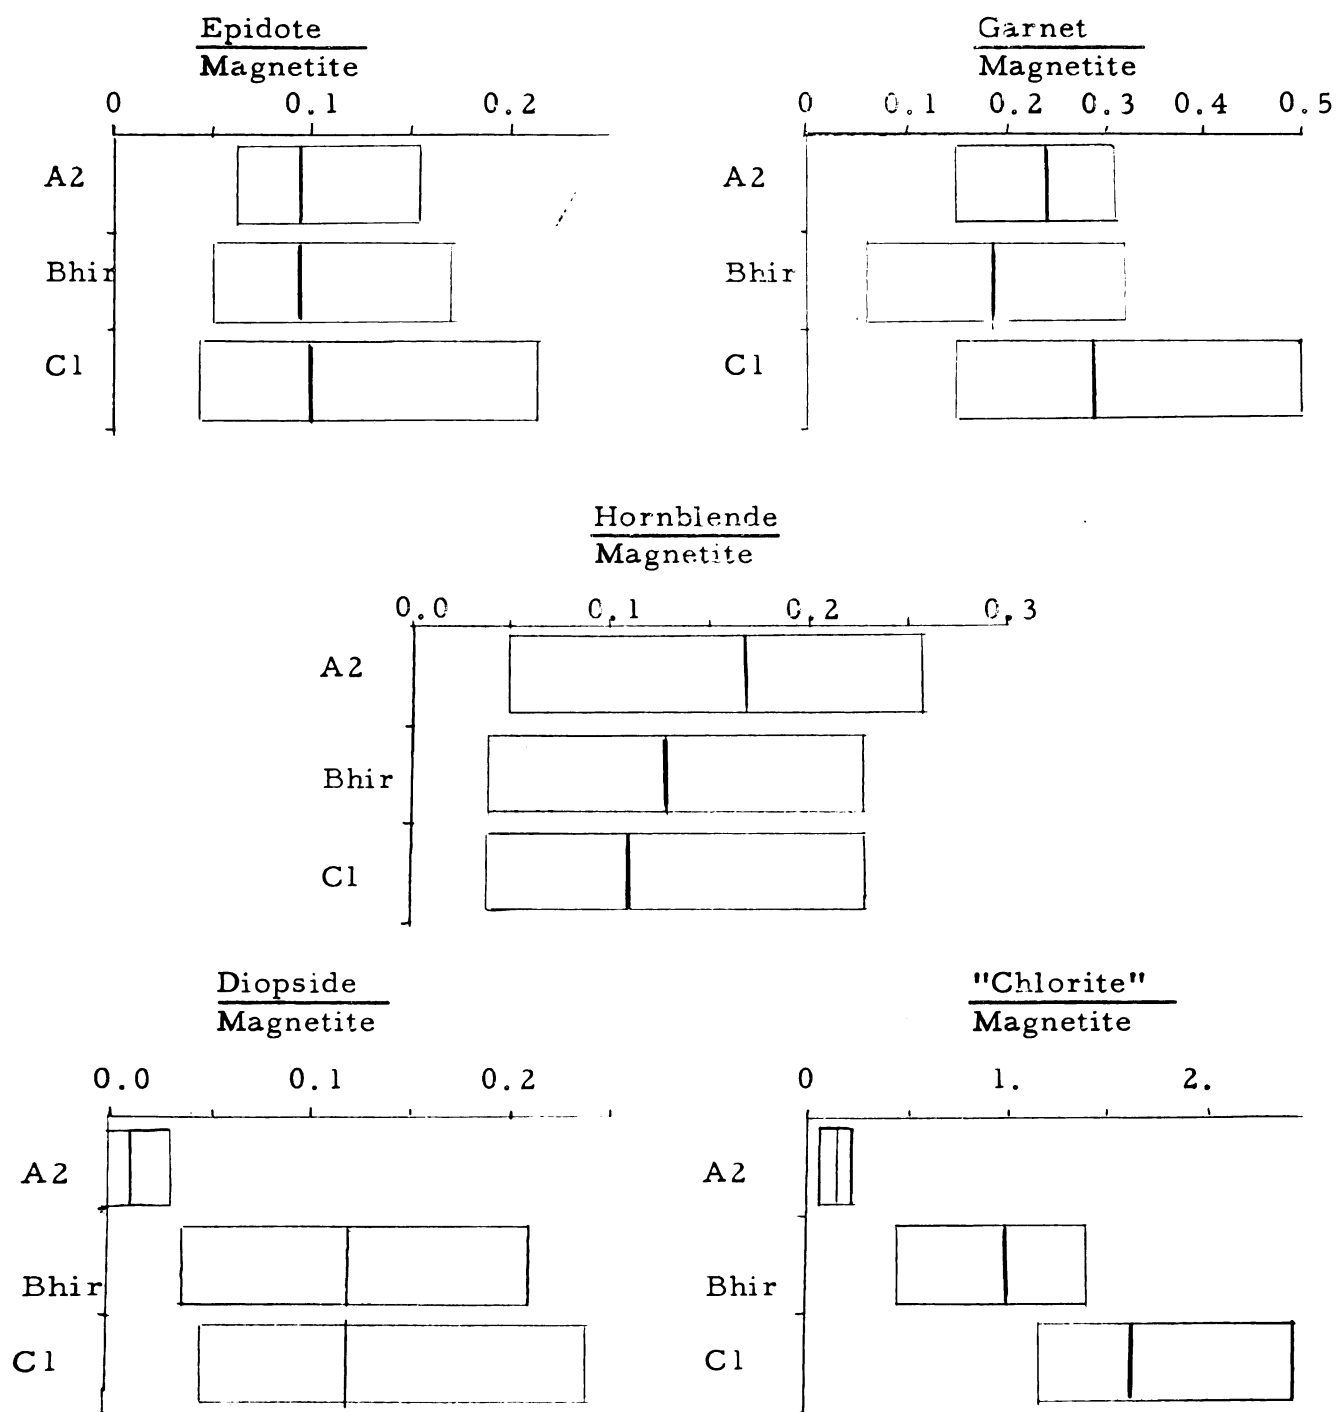 Epidote
Magnetite
0 0.1 0.2
A2
Bhir
C1
Garnet
Magnetite
0 0.1 0.2 0.3 0.4 0.5
A2
Bhir
C1
Hornblende
Magnetite
0.0 0.1 0.2 0.3
A2
Bhir
C1
Diopside
Magnetite
0.0 0.1 0.2
A2
Bhir
C1
"Chlorite"
Magnetite
0 1. 2.
A2
Bhir
C1